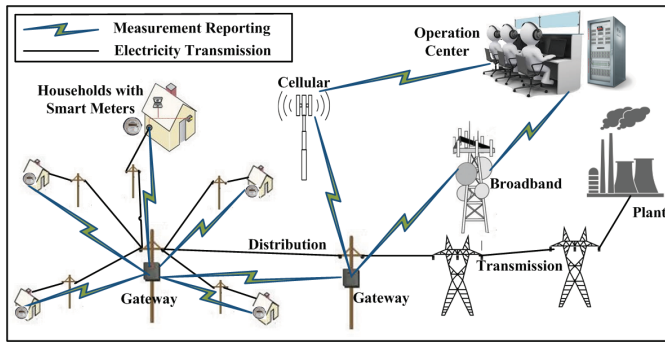 Measurement Reporting
Electricity Transmission
Operation
Center
Households with
Smart Meters
Cellular
Broadband
Plant
Distribution
Transmission
Gateway
Gateway